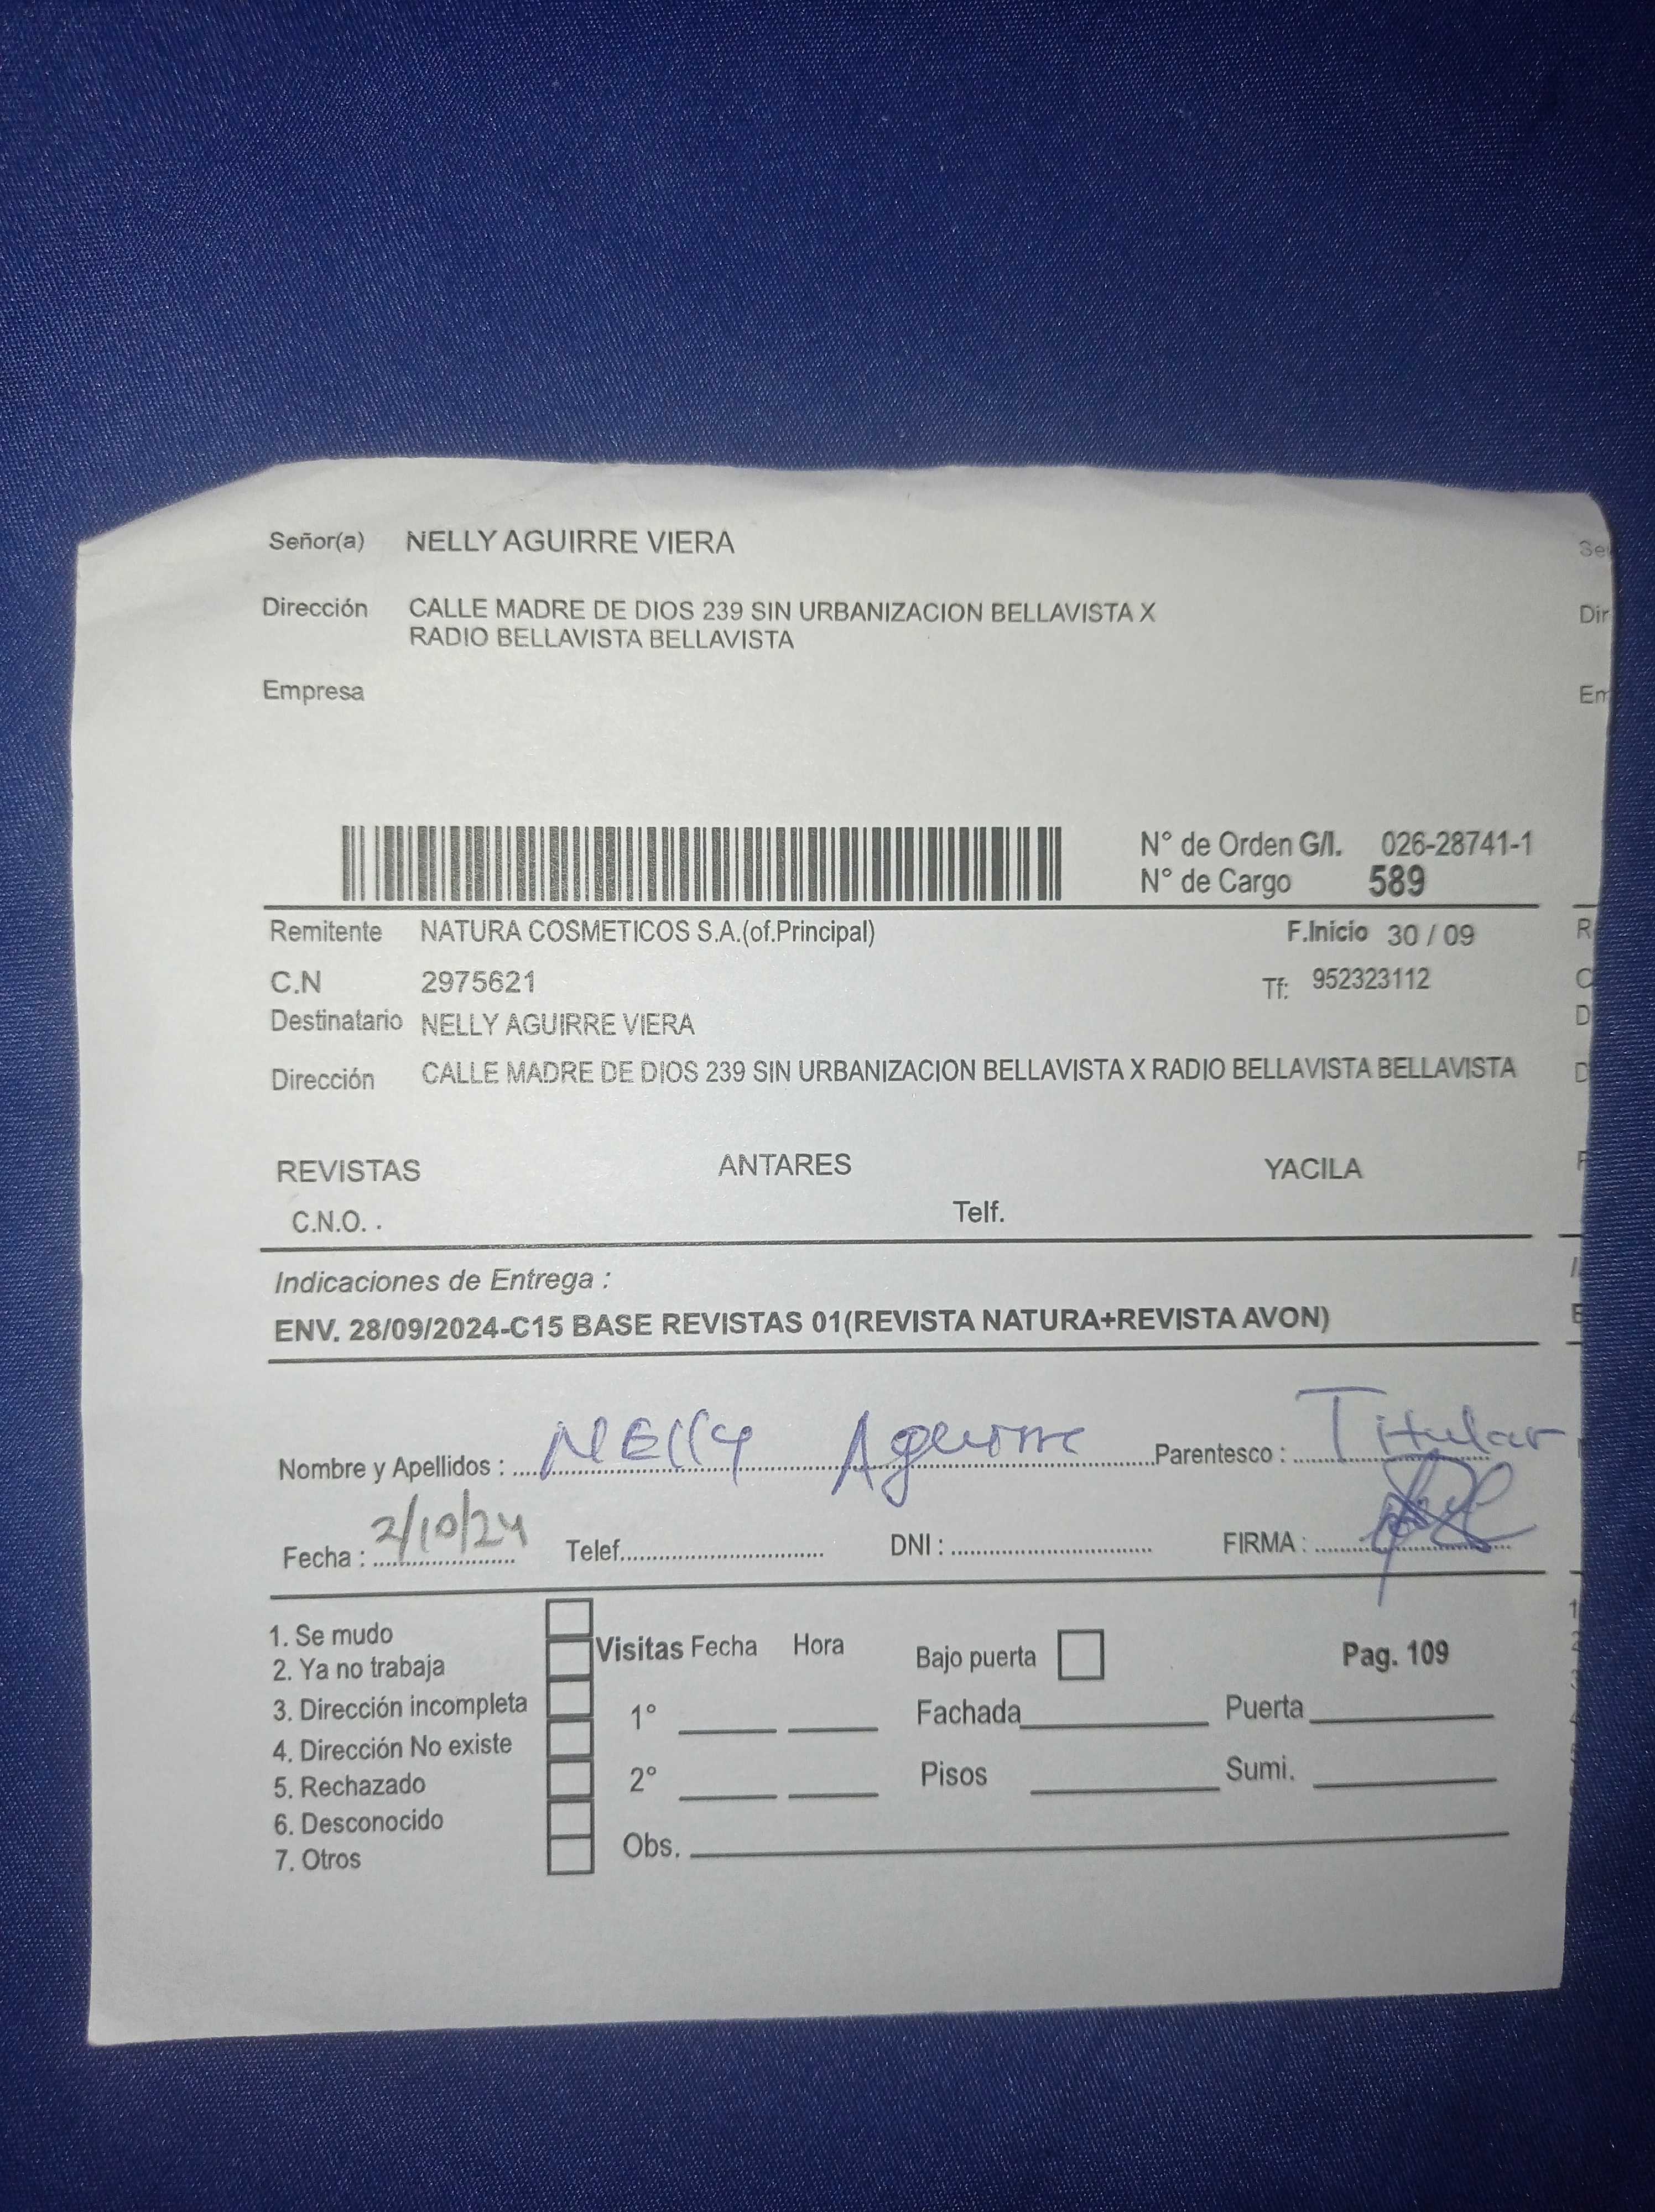 Señor(a) NELLY AGUIRRE VIERA
Dirección CALLE MADRE DE DIOS 239 SIN URBANIZACION BELLAVISTA X
RADIO BELLAVISTA BELLAVISTA
Empresa
N° de Orden G/I. 026-28741-1
N° de Cargo 589
Remitente NATURA COSMETICOS S.A.(of.Principal) F.Inicio 30 / 09
C.N 2975621 Tf: 952323112
Destinatario NELLY AGUIRRE VIERA
Dirección CALLE MADRE DE DIOS 239 SIN URBANIZACION BELLAVISTA X RADIO BELLAVISTA BELLAVISTA
REVISTAS ANTARES YACILA
C.N.O. . Telf.
Indicaciones de Entrega :
ENV. 28/09/2024-C15 BASE REVISTAS 01(REVISTA NATURA+REVISTA AVON)
Nombre y Apellidos : Nelly Aguirre Parentesco : Titular
Fecha : 2/10/24 Telef. DNI : FIRMA :
1. Se mudo
2. Ya no trabaja
3. Dirección incompleta
4. Dirección No existe
5. Rechazado
6. Desconocido
7. Otros
Visitas Fecha Hora
1°
2°
Obs.
Bajo puerta Pag. 109
Fachada Puerta
Pisos Sumi.